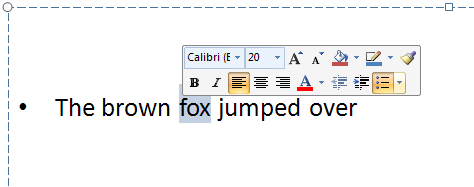 Calibri (E 20 A A
B I A
• The brown fox jumped over